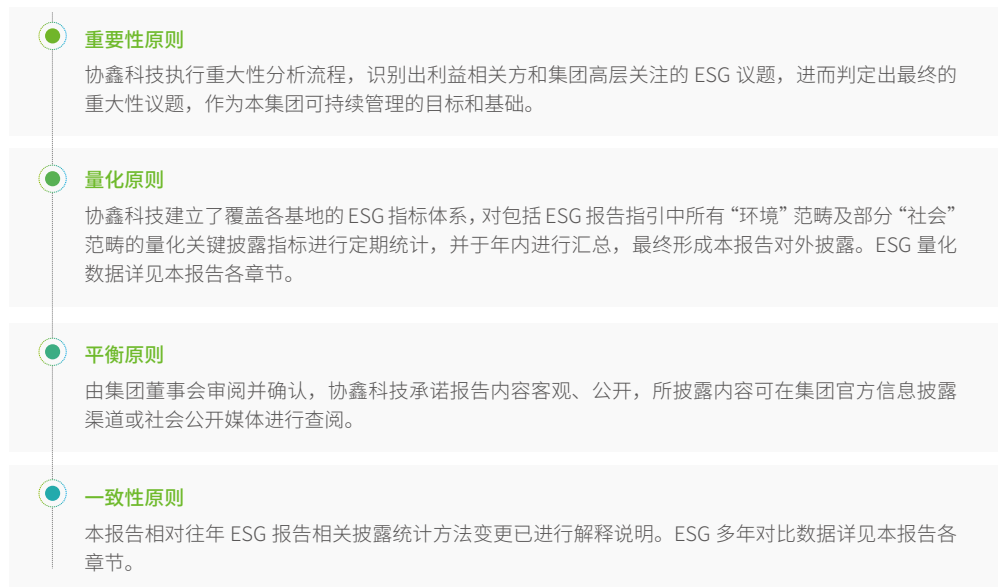 重要性原则
协鑫科技执行重大性分析流程，识别出利益相关方和集团高层关注的 ESG 议题，进而判定出最终的
重大性议题，作为本集团可持续管理的目标和基础。
量化原则
协鑫科技建立了覆盖各基地的 ESG 指标体系，对包括 ESG 报告指引中所有“环境”范畴及部分“社会”
范畴的量化关键披露指标进行定期统计，并于年内进行汇总，最终形成本报告对外披露。ESG 量化
数据详见本报告各章节。
平衡原则
由集团董事会审阅并确认，协鑫科技承诺报告内容客观、公开，所披露内容可在集团官方信息披露
渠道或社会公开媒体进行查阅。
一致性原则
本报告相对往年 ESG 报告相关披露统计方法变更已进行解释说明。ESG 多年对比数据详见本报告各
章节。